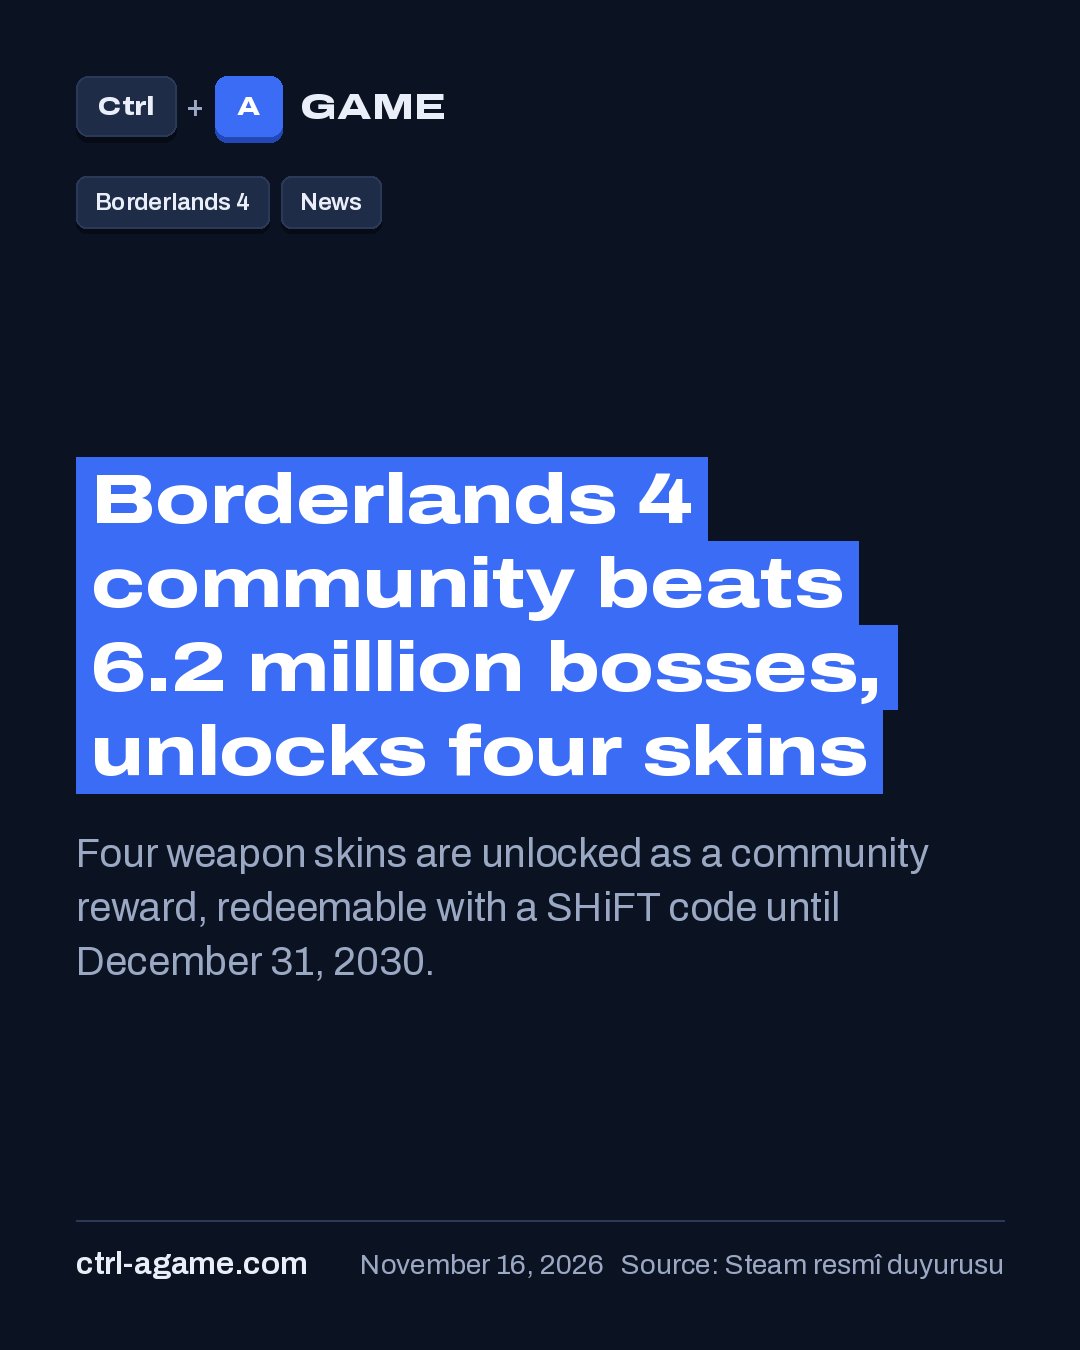 Ctrl + A GAME
Borderlands 4 News
Borderlands 4
community beats
6.2 million bosses,
unlocks four skins
Four weapon skins are unlocked as a community
reward, redeemable with a SHiFT code until
December 31, 2030.
ctrl-agame.com November 16, 2026 Source: Steam resmî duyurusu